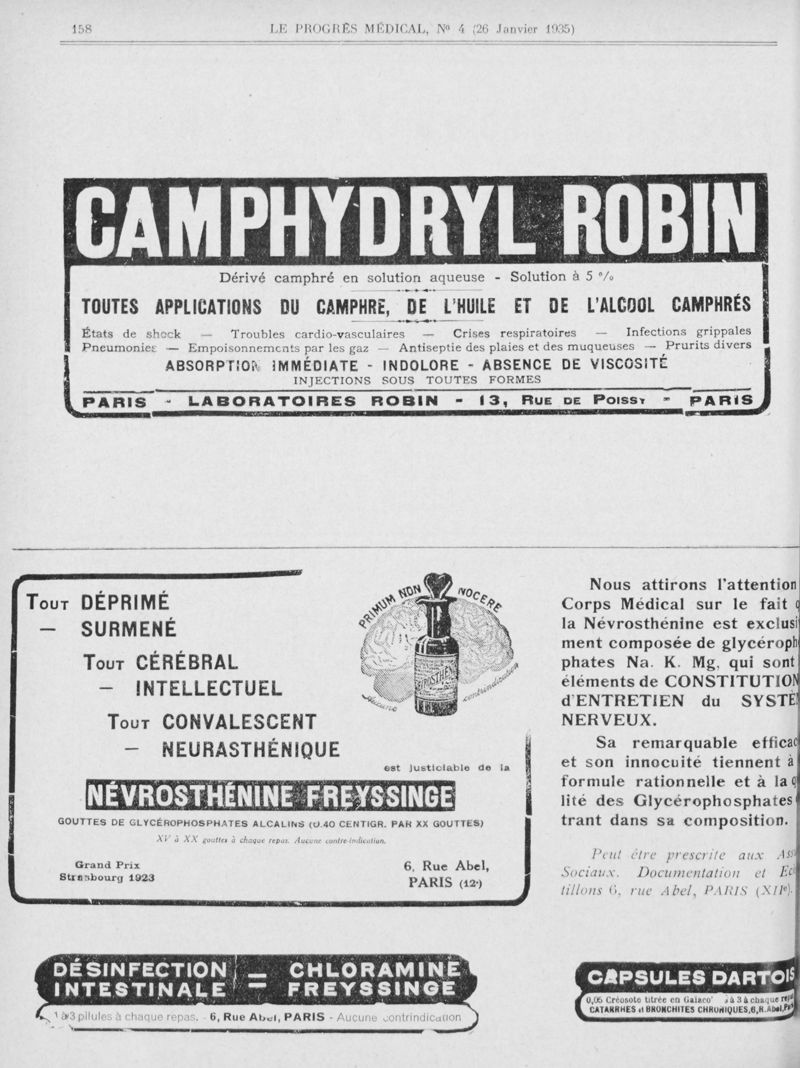 158
LE PROGRÈS MÉDICAL, No 4 (26 Janvier 1935)
CAMPHYDRYL ROBIN
Dérivé camphré en solution aqueuse - Solution à 5 %
TOUTES APPLICATIONS DU CAMPHRE, DE L'HUILE ET DE L'ALCOOL CAMPHRÉS
États de shock — Troubles cardio-vasculaires — Crises respiratoires — Infections grippales
Pneumonies — Empoisonnements par les gaz — Antiseptie des plaies et des muqueuses — Prurits divers
ABSORPTION IMMÉDIATE - INDOLORE - ABSENCE DE VISCOSITÉ
INJECTIONS SOUS TOUTES FORMES
PARIS - LABORATOIRES ROBIN - 13, RUE DE POISSY - PARIS
TOUT DÉPRIMÉ
— SURMENÉ
TOUT CÉRÉBRAL
— INTELLECTUEL
TOUT CONVALESCENT
— NEURASTHÉNIQUE
PRIMUM NON NOCERE
Aucune contreindication
est justiciable de la
NÉVROSTHÉNINE FREYSSINGE
GOUTTES DE GLYCÉROPHOSPHATES ALCALINS (0.40 CENTIGR. PAR XX GOUTTES)
XV à XX gouttes à chaque repas. Aucune contre-indication.
Grand Prix
Strasbourg 1923
6, Rue Abel,
PARIS (12e)
Nous attirons l'attention
Corps Médical sur le fait q
la Névrosthénine est exclusi
ment composée de glycéroph
phates Na. K. Mg, qui sont
éléments de CONSTITUTION
d'ENTRETIEN du SYSTÈ
NERVEUX.
Sa remarquable efficac
et son innocuité tiennent à
formule rationnelle et à la q
lité des Glycérophosphates
trant dans sa composition.
Peut être prescrite aux Ass
Sociaux. Documentation et Ech
tillons 6, rue Abel, PARIS (XIIe).
DÉSINFECTION INTESTINALE = CHLORAMINE FREYSSINGE
1 à 3 pilules à chaque repas. - 6, Rue Abel, PARIS - Aucune contrindication
CAPSULES DARTOIS
0,05 Créosote titrée en Gaïacol à 3 à chaque repas
CATARRHES et BRONCHITES CHRONIQUES, 6, R. Abel,